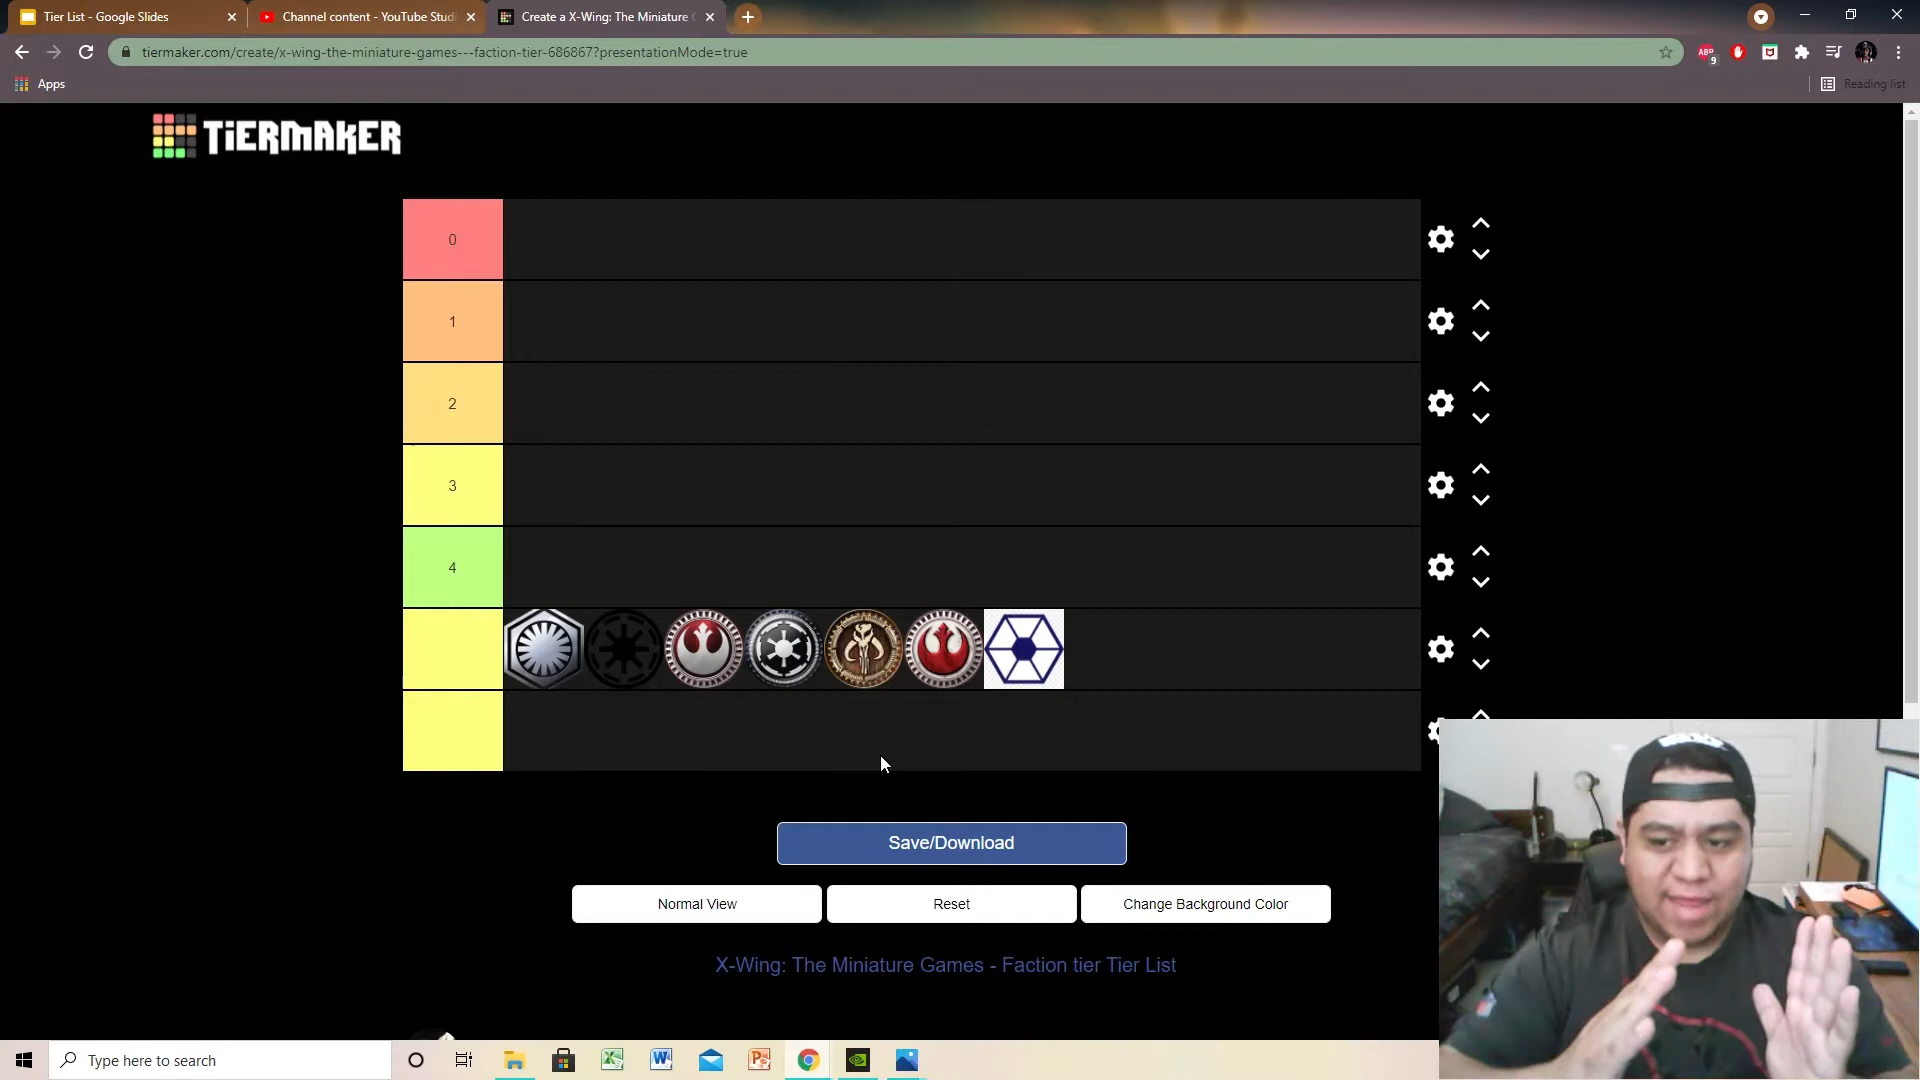 Tier List - Google Slides
Channel content - YouTube Studi
Create a X-Wing: The Miniature G
tiermaker.com/create/x-wing-the-miniature-games---faction-tier-686867?presentationMode=true
ABP
9
Apps
Reading list
TiERMAKER
0
1
2
3
4
Save/Download
Normal View
Reset
Change Background Color
X-Wing: The Miniature Games - Faction tier Tier List
Type here to search